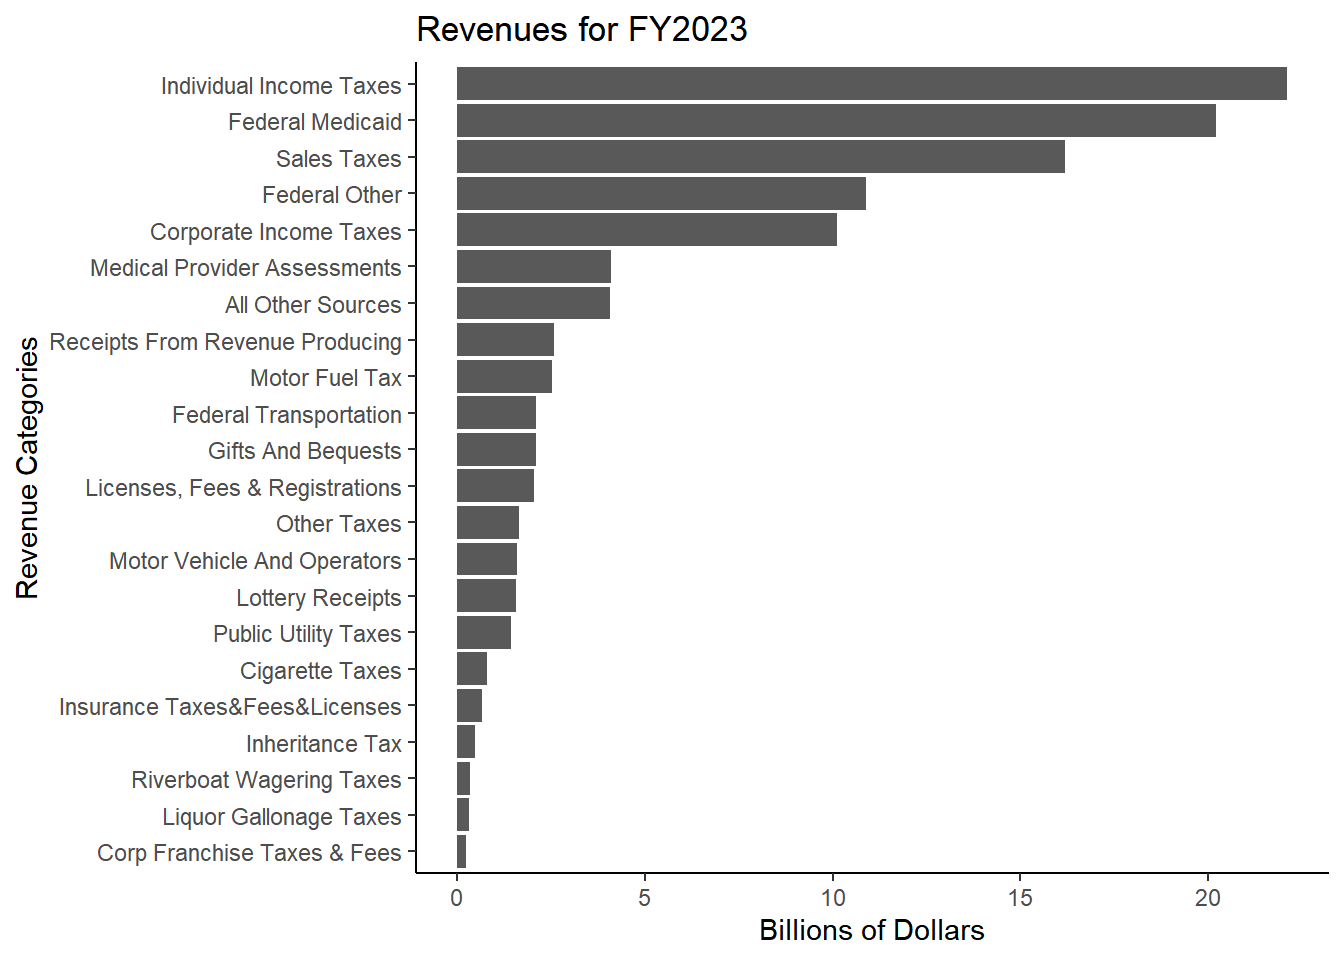 Revenues for FY2023
Revenue Categories
Individual Income Taxes
Federal Medicaid
Sales Taxes
Federal Other
Corporate Income Taxes
Medical Provider Assessments
All Other Sources
Receipts From Revenue Producing
Motor Fuel Tax
Federal Transportation
Gifts And Bequests
Licenses, Fees & Registrations
Other Taxes
Motor Vehicle And Operators
Lottery Receipts
Public Utility Taxes
Cigarette Taxes
Insurance Taxes&Fees&Licenses
Inheritance Tax
Riverboat Wagering Taxes
Liquor Gallonage Taxes
Corp Franchise Taxes & Fees
0 5 10 15 20
Billions of Dollars